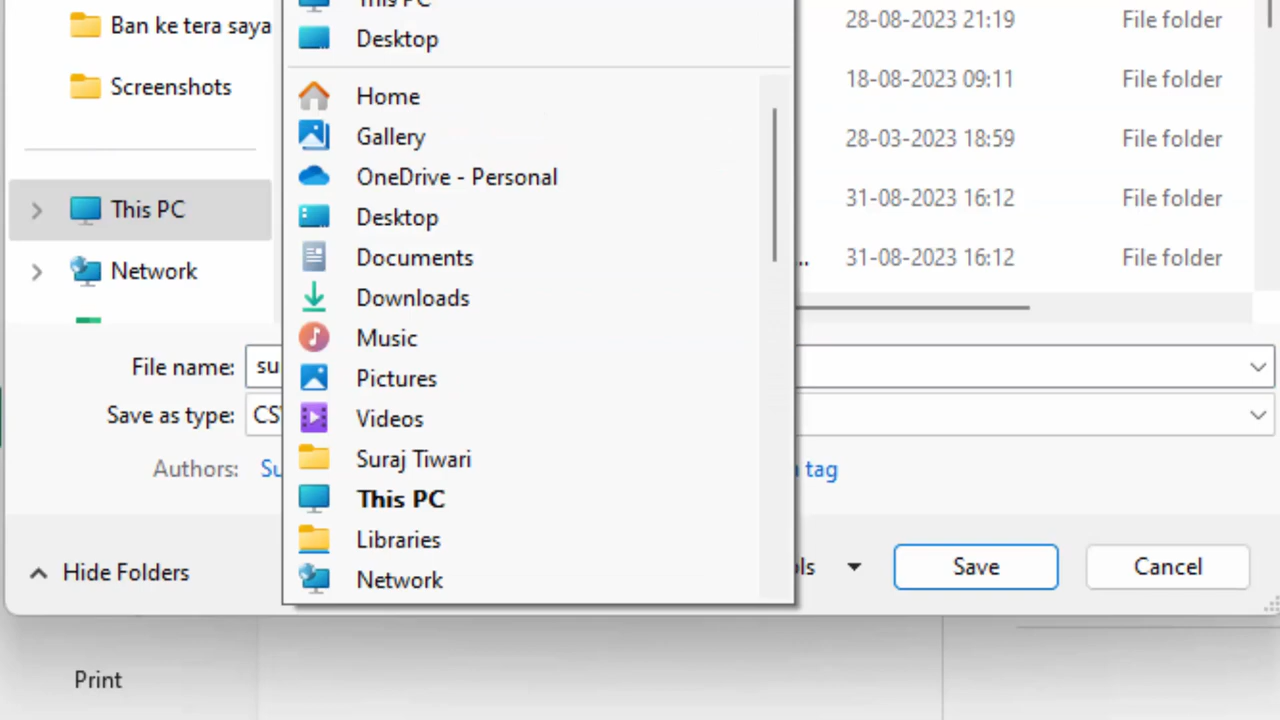 This PC
Ban ke tera saya
Desktop
28-08-2023 21:19 File folder
Screenshots
Home
18-08-2023 09:11 File folder
Gallery
28-03-2023 18:59 File folder
OneDrive - Personal
This PC
Desktop
31-08-2023 16:12 File folder
Network
Documents
.. 31-08-2023 16:12 File folder
Downloads
Music
File name: su
Pictures
Save as type: CS
Videos
Authors: Su
Suraj Tiwari
tag
This PC
Libraries
Hide Folders
Network
ls
Save
Cancel
Print